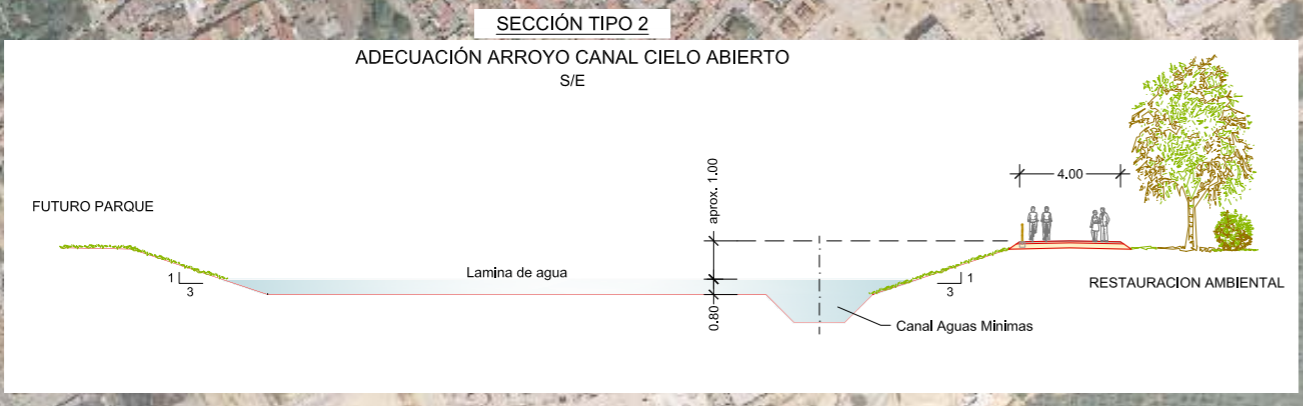 SECCIÓN TIPO 2
ADECUACIÓN ARROYO CANAL CIELO ABIERTO
S/E
aprox. 1.00
4.00
FUTURO PARQUE
Lamina de agua
1
3
1
3
RESTAURACION AMBIENTAL
0.80
Canal Aguas Minimas